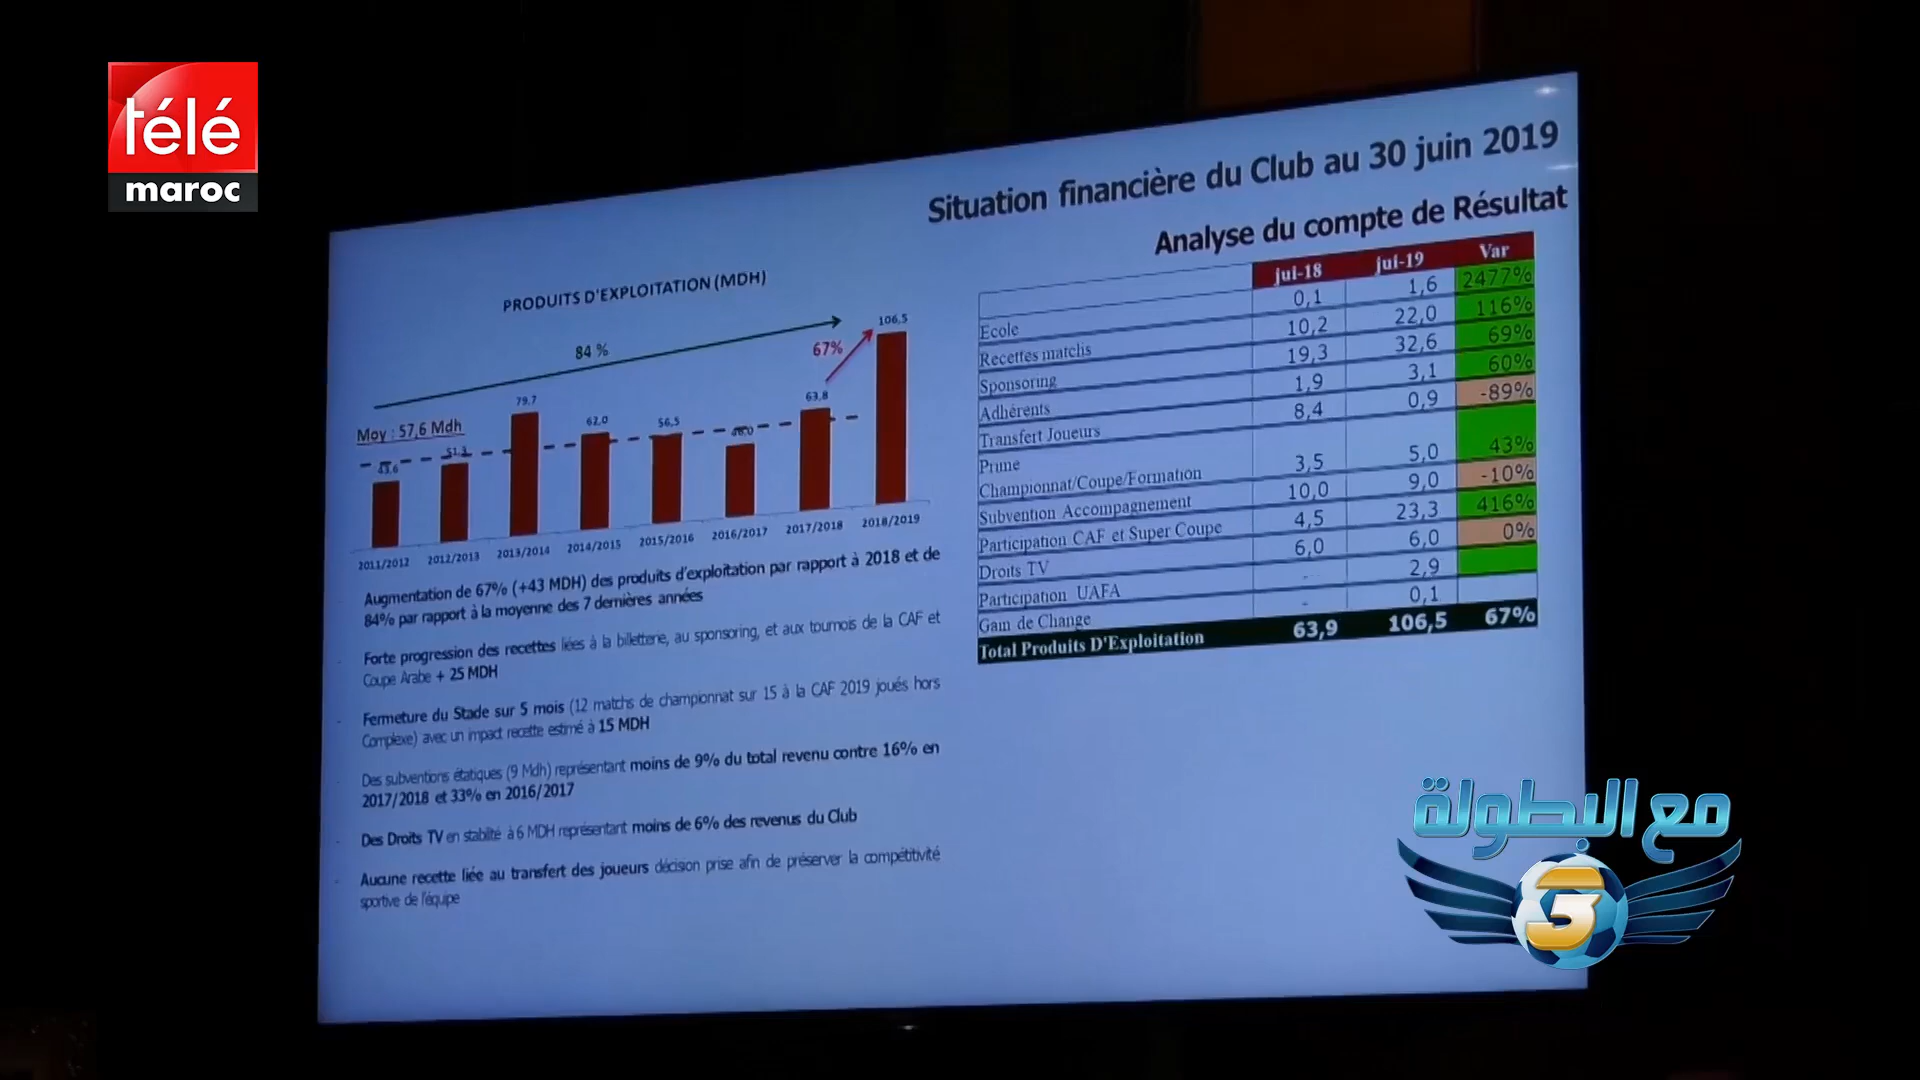 télé
maroc
Situation financière du Club au 30 juin 2019
Analyse du compte de Résultat
PRODUITS D'EXPLOITATION (MDH)
84 %
67%
Moy : 57,6 Mdh
43,6 51,3 79,7 62,0 56,5 46,0 63,8 106,5
2011/2012 2012/2013 2013/2014 2014/2015 2015/2016 2016/2017 2017/2018 2018/2019
Augmentation de 67% (+43 MDH) des produits d'exploitation par rapport à 2018 et de
84% par rapport à la moyenne des 7 dernières années
- Forte progression des recettes liées à la billetterie, au sponsoring, et aux tournois de la CAF et
Coupe Arabe + 25 MDH
- Fermeture du Stade sur 5 mois (12 matchs de championnat sur 15 à la CAF 2019 joués hors
Complexe) avec un impact recette estimé à 15 MDH
- Des subventions étatiques (9 Mdh) représentant moins de 9% du total revenu contre 16% en
2017/2018 et 33% en 2016/2017
- Des Droits TV en stabilité à 6 MDH représentant moins de 6% des revenus du Club
- Aucune recette liée au transfert des joueurs décision prise afin de préserver la compétitivité
sportive de l'équipe
jui-18 jui-19 Var
Ecole 0,1 1,6 2477%
Recettes matchs 10,2 22,0 116%
Sponsoring 19,3 32,6 69%
Adhérents 1,9 3,1 60%
Transfert Joueurs 8,4 0,9 -89%
Prime
Championnat/Coupe/Formation 3,5 5,0 43%
Subvention Accompagnement 10,0 9,0 -10%
Participation CAF et Super Coupe 4,5 23,3 416%
Droits TV 6,0 6,0 0%
Participation UAFA - 2,9
Gain de Change - 0,1
Total Produits D'Exploitation 63,9 106,5 67%
مع البطولة
3